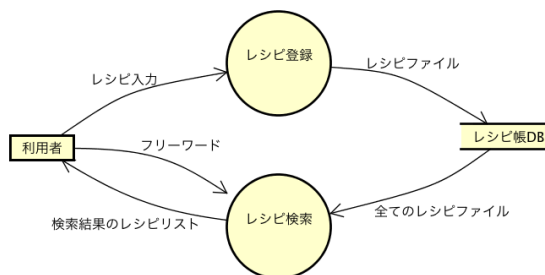 レシピ登録
レシピファイル
レシピ入力
利用者
フリーワード
レシピ帳DB
検索結果のレシピリスト
レシピ検索
全てのレシピファイル